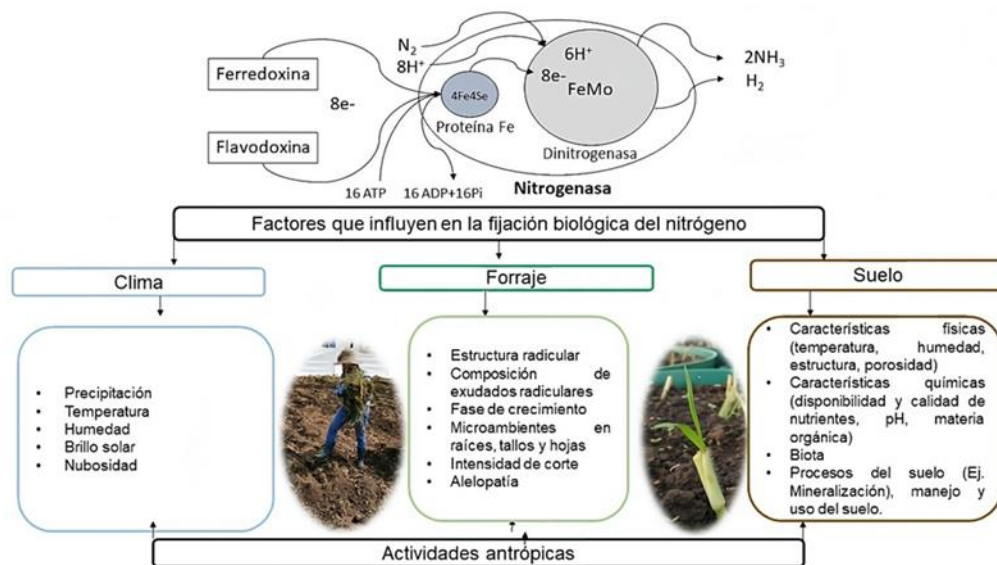 N2
8H+
6H+
2NH3
H2
Ferredoxina
8e-
4Fe4Se
8e-
FeMo
Proteína Fe
Dinitrogenasa
Flavodoxina
16 ATP
16 ADP+16Pi
Nitrogenasa
Factores que influyen en la fijación biológica del nitrógeno
Clima
Forraje
Suelo
• Precipitación
• Temperatura
• Humedad
• Brillo solar
• Nubosidad
• Estructura radicular
• Composición de
exudados radiculares
• Fase de crecimiento
• Microambientes en
raíces, tallos y hojas
• Intensidad de corte
• Alelopatía
• Características físicas
(temperatura, humedad,
estructura, porosidad)
• Características químicas
(disponibilidad y calidad de
nutrientes, pH, materia
orgánica)
• Biota
• Procesos del suelo (Ej.
Mineralización), manejo y
uso del suelo.
Actividades antrópicas